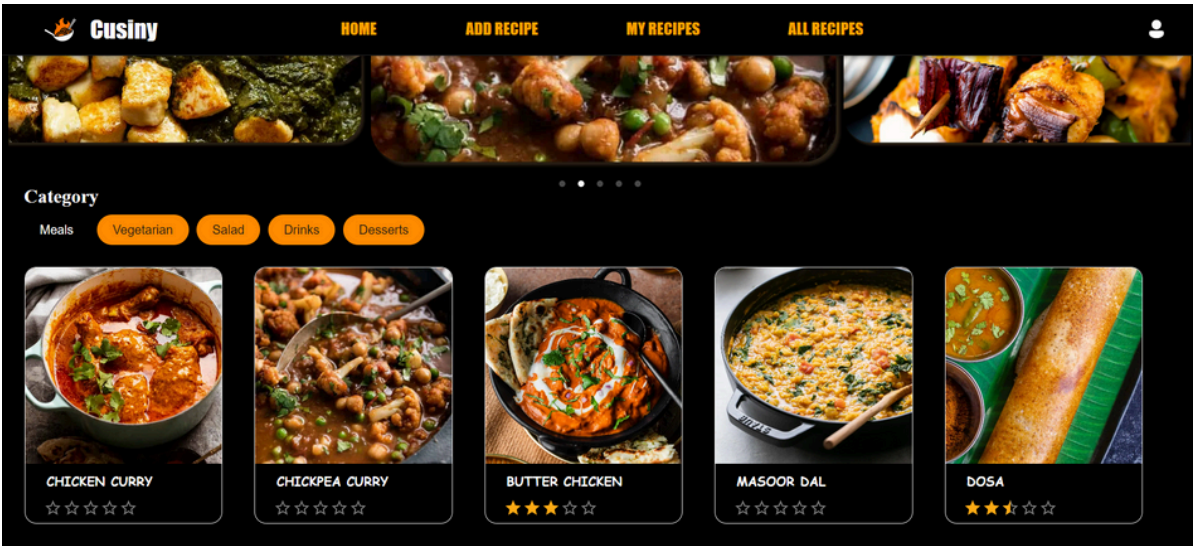 Cusiny HOME ADD RECIPE MY RECIPES ALL RECIPES
Category
Meals Vegetarian Salad Drinks Desserts
CHICKEN CURRY CHICKPEA CURRY BUTTER CHICKEN MASOOR DAL DOSA